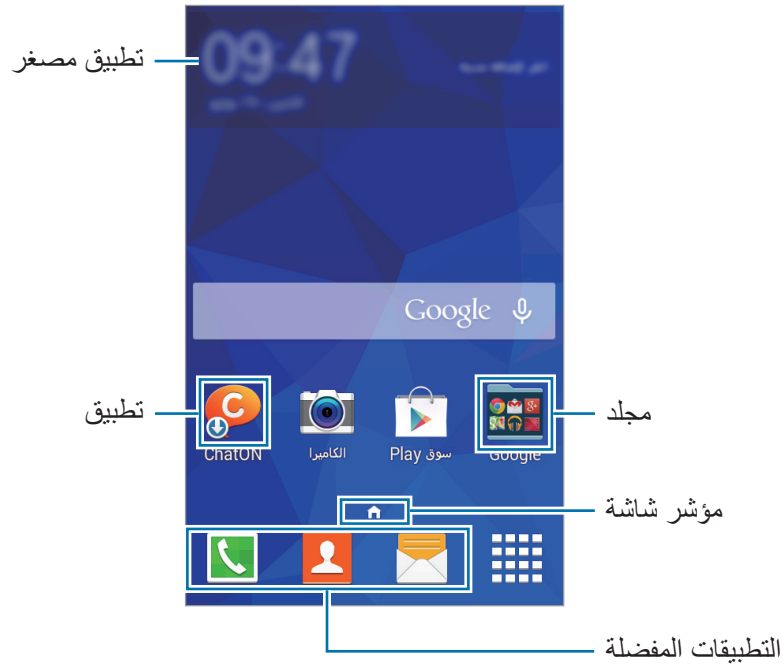 تطبيق مصغر
09:47
Google
تطبيق
مجلد
ChatON
الكاميرا
سوق Play
Google
مؤشر شاشة
التطبيقات المفضلة